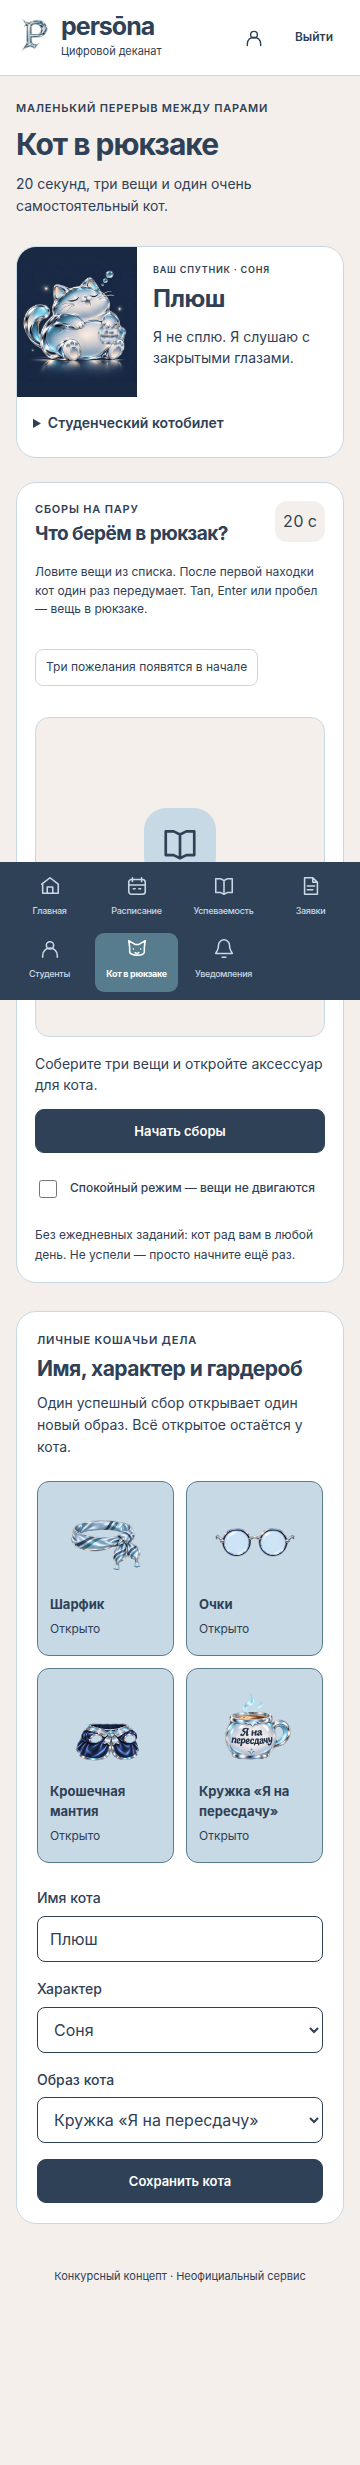 persōna
Цифровой деканат
Выйти
МАЛЕНЬКИЙ ПЕРЕРЫВ МЕЖДУ ПАРАМИ
Кот в рюкзаке
20 секунд, три вещи и один очень
самостоятельный кот.
ВАШ СПУТНИК · СОНЯ
Плюш
Я не сплю. Я слушаю с
закрытыми глазами.
Студенческий котобилет
СБОРЫ НА ПАРУ
Что берём в рюкзак?
20 с
Ловите вещи из списка. После первой находки
кот один раз передумает. Тап, Enter или пробел
— вещь в рюкзаке.
Три пожелания появятся в начале
Главная
Расписание
Успеваемость
Заявки
Студенты
Кот в рюкзаке
Уведомления
Соберите три вещи и откройте аксессуар
для кота.
Начать сборы
Спокойный режим — вещи не двигаются
Без ежедневных заданий: кот рад вам в любой
день. Не успели — просто начните ещё раз.
ЛИЧНЫЕ КОШАЧЬИ ДЕЛА
Имя, характер и гардероб
Один успешный сбор открывает один
новый образ. Всё открытое остаётся у
кота.
Шарфик
Открыто
Очки
Открыто
Крошечная
мантия
Открыто
Я на
пересдачу
Кружка «Я на
пересдачу»
Открыто
Имя кота
Плюш
Характер
Соня
Образ кота
Кружка «Я на пересдачу»
Сохранить кота
Конкурсный концепт · Неофициальный сервис